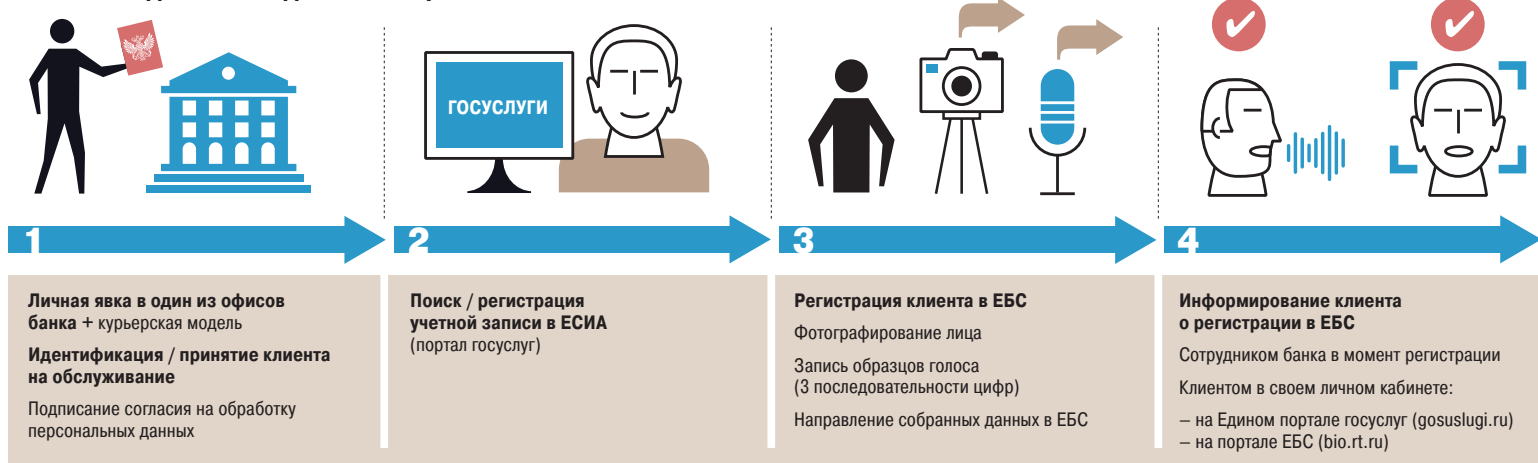 ГОСУСЛУГИ
1
2
3
4
Личная явка в один из офисов
банка + курьерская модель
Идентификация / принятие клиента
на обслуживание
Подписание согласия на обработку
персональных данных
Поиск / регистрация
учетной записи в ЕСИА
(портал госуслуг)
Регистрация клиента в ЕБС
Фотографирование лица
Запись образцов голоса
(3 последовательности цифр)
Направление собранных данных в ЕБС
Информирование клиента
о регистрации в ЕБС
Сотрудником банка в момент регистрации
Клиентом в своем личном кабинете:
– на Едином портале госуслуг (gosuslugi.ru)
– на портале ЕБС (bio.rt.ru)